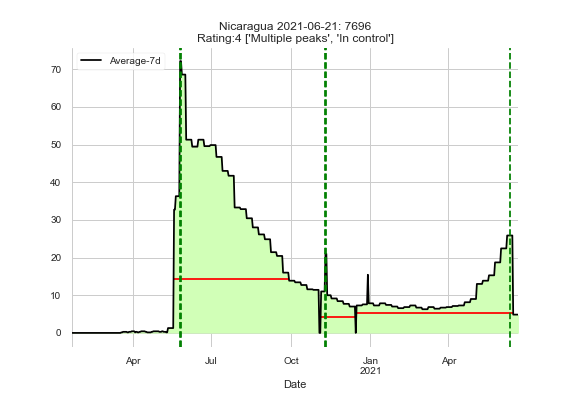 Nicaragua 2021-06-21: 7696
Rating:4 ['Multiple peaks', 'In control']
Average-7d
70
60
50
40
30
20
10
0
Apr Jul Oct Jan Apr
2021
Date